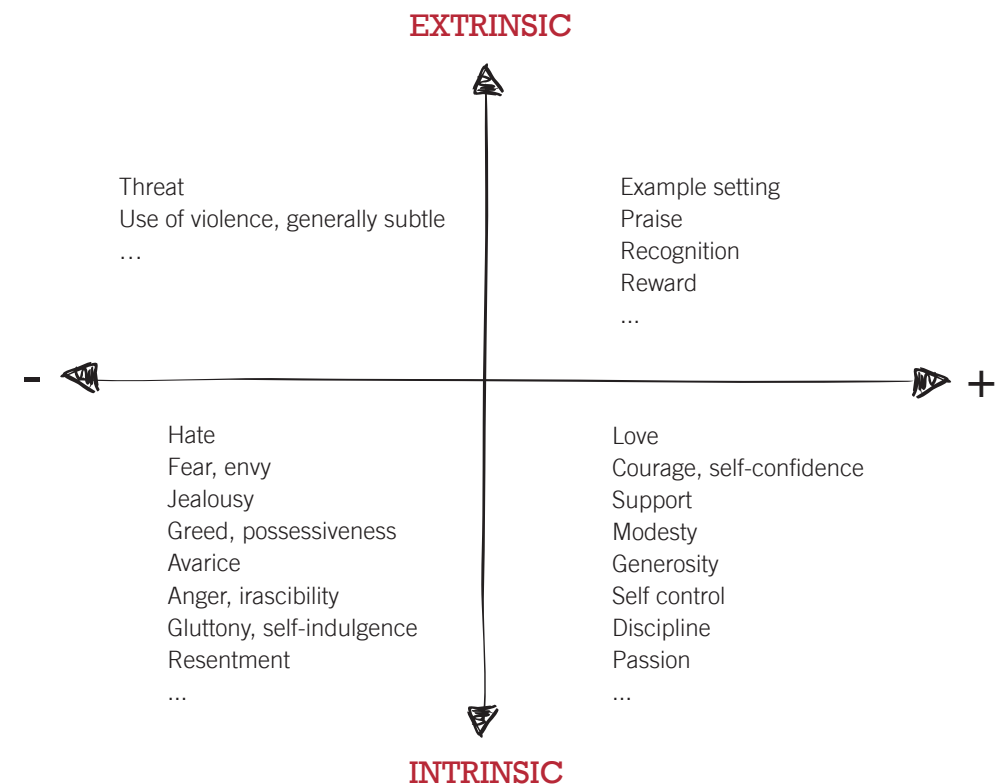 EXTRINSIC
Threat
Use of violence, generally subtle
…
Example setting
Praise
Recognition
Reward
...
-
+
Hate
Fear, envy
Jealousy
Greed, possessiveness
Avarice
Anger, irascibility
Gluttony, self-indulgence
Resentment
...
Love
Courage, self-confidence
Support
Modesty
Generosity
Self control
Discipline
Passion
...
INTRINSIC